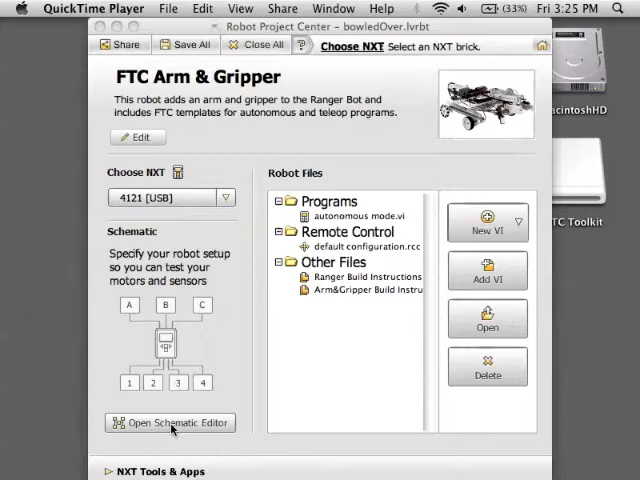 QuickTime Player File Edit View Share Window Help (33%) Fri 3:25 PM
Robot Project Center - bowledOver.lvrbt
Share Save All Close All ? Choose NXT Select an NXT brick.
FTC Arm & Gripper
This robot adds an arm and gripper to the Ranger Bot and
includes FTC templates for autonomous and teleop programs.
Edit
acintoshHD
TC Toolkit
Choose NXT
4121 [USB]
Schematic
Specify your robot setup
so you can test your
motors and sensors
A B C
1 2 3 4
Open Schematic Editor
Robot Files
Programs
autonomous mode.vi
Remote Control
default configuration.rcc
Other Files
Ranger Build Instructions
Arm&Gripper Build Instru
New VI
Add VI
Open
Delete
NXT Tools & Apps